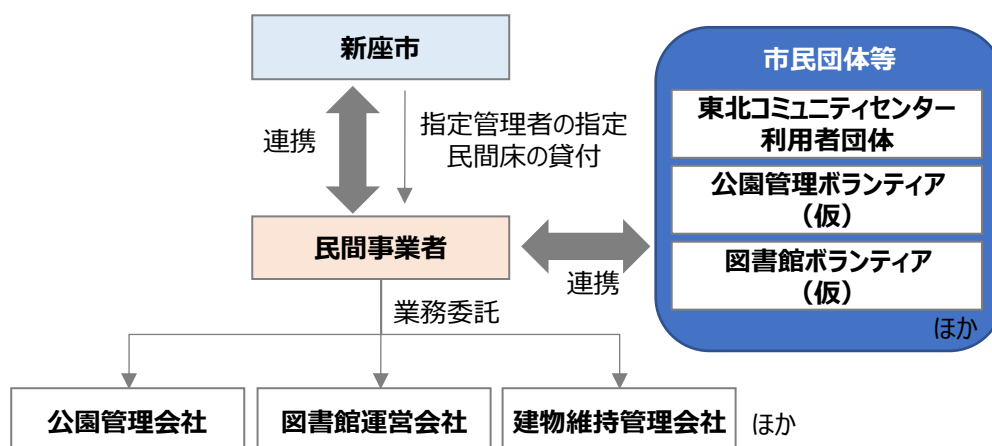 新座市
連携
指定管理者の指定
民間床の貸付
民間事業者
連携
業務委託
公園管理会社
図書館運営会社
建物維持管理会社
ほか
市民団体等
東北コミュニティセンター
利用者団体
公園管理ボランティア
（仮）
図書館ボランティア
（仮）
ほか